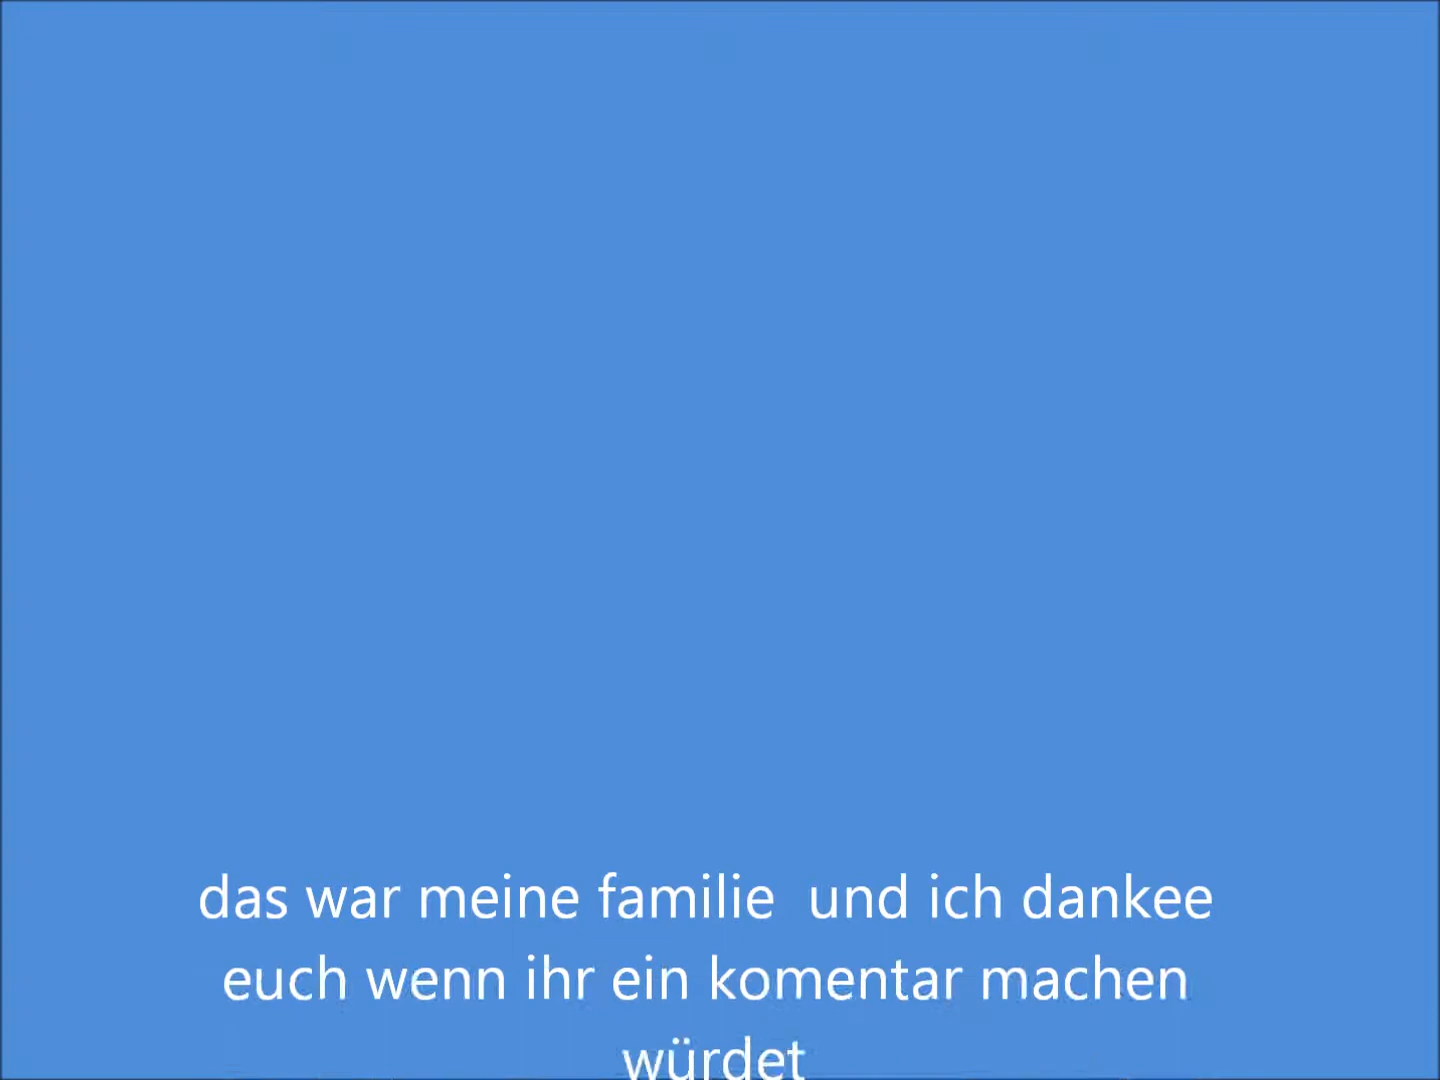 das war meine familie  und ich dankee
euch wenn ihr ein komentar machen
würdet